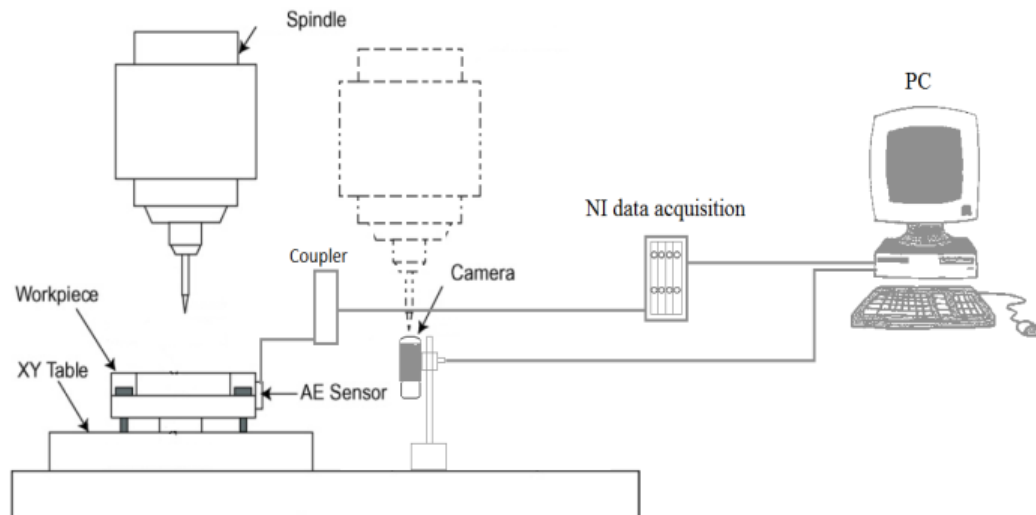 Spindle
PC
NI data acquisition
Coupler
Camera
Workpiece
XY Table
AE Sensor